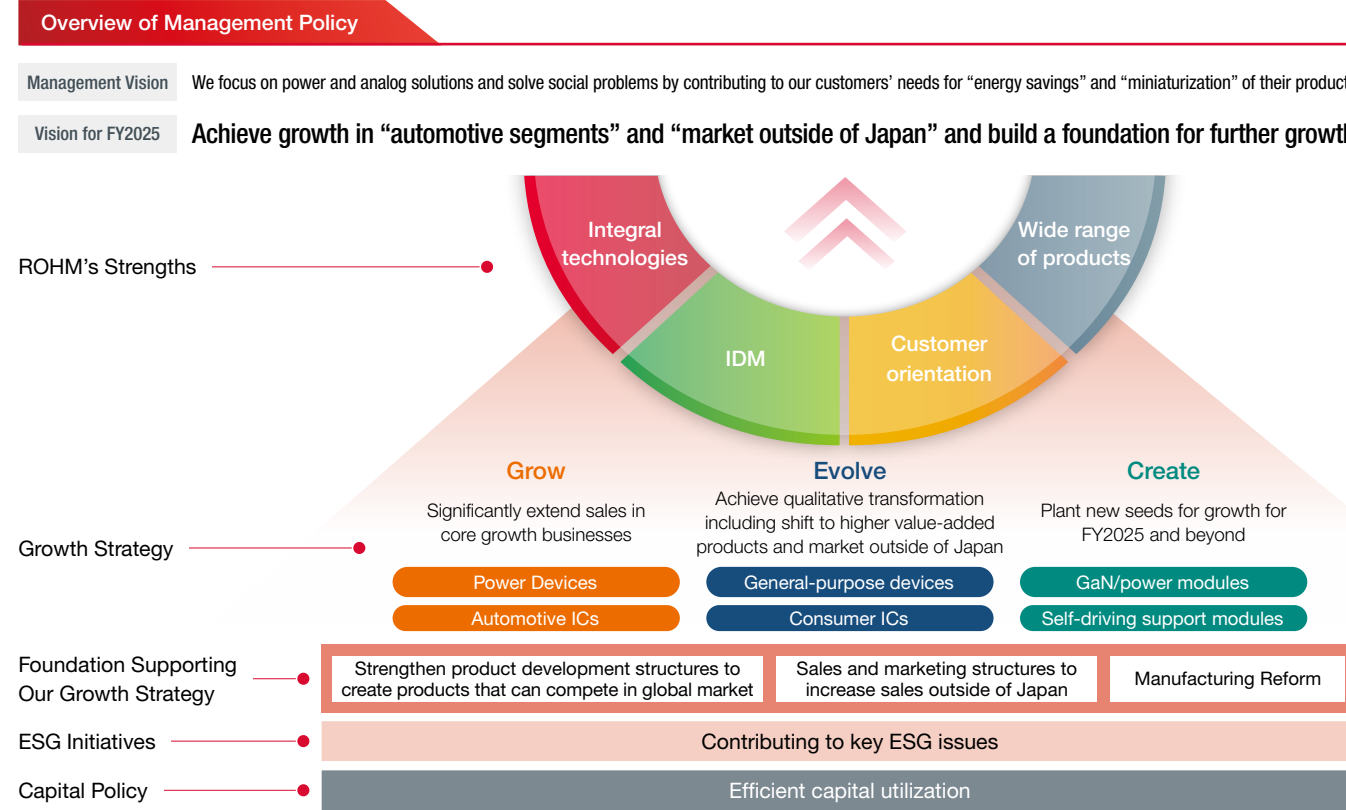 Overview of Management Policy
Management Vision
We focus on power and analog solutions and solve social problems by contributing to our customers’ needs for “energy savings” and “miniaturization” of their product
Vision for FY2025
Achieve growth in “automotive segments” and “market outside of Japan” and build a foundation for further growth
ROHM’s Strengths
Integral
technologies
IDM
Customer
orientation
Wide range
of products
Growth Strategy
Grow
Significantly extend sales in
core growth businesses
Power Devices
Automotive ICs
Evolve
Achieve qualitative transformation
including shift to higher value-added
products and market outside of Japan
General-purpose devices
Consumer ICs
Create
Plant new seeds for growth for
FY2025 and beyond
GaN/power modules
Self-driving support modules
Foundation Supporting
Our Growth Strategy
Strengthen product development structures to
create products that can compete in global market
Sales and marketing structures to
increase sales outside of Japan
Manufacturing Reform
ESG Initiatives
Contributing to key ESG issues
Capital Policy
Efficient capital utilization